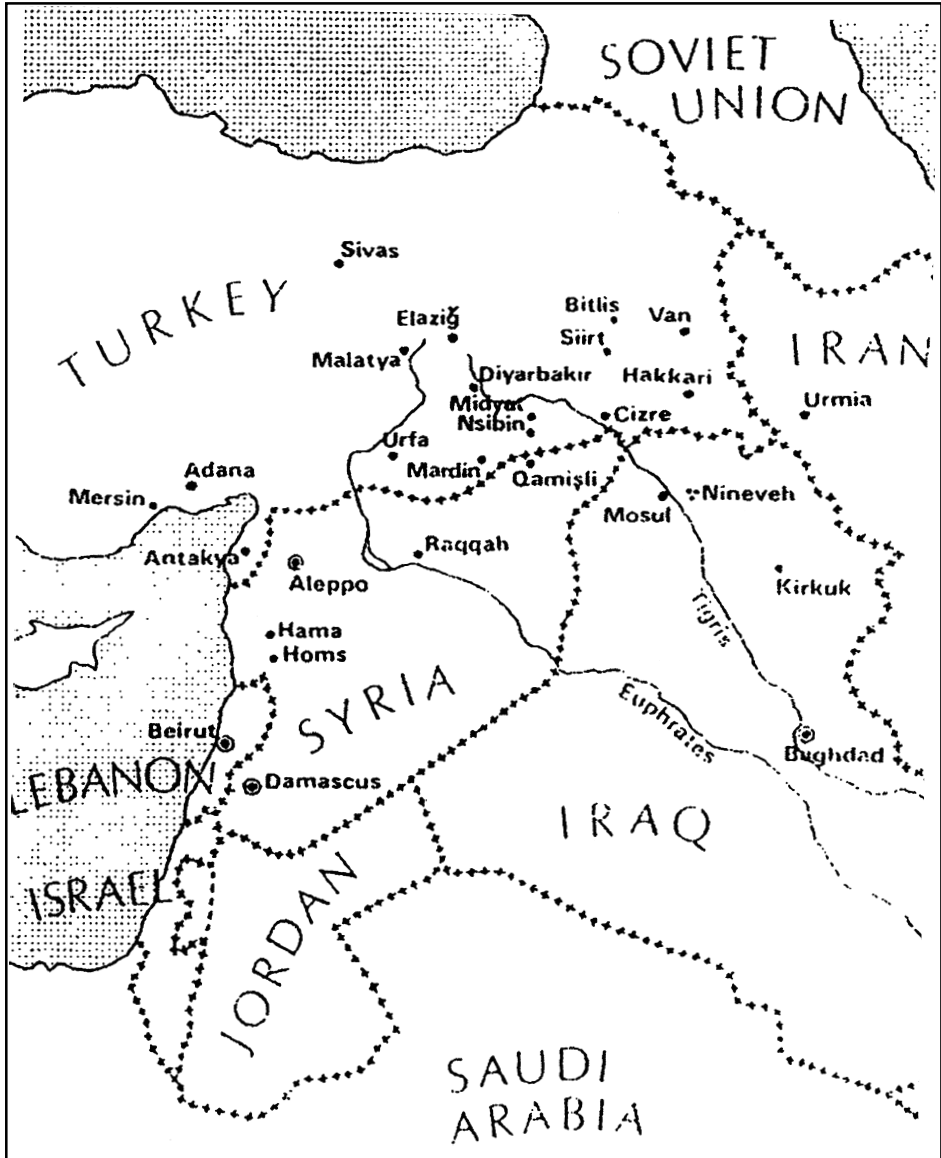 SOVIET
UNION
TURKEY
Sivas
Elazığ
Malatya
Bitlis
Siirt
Van
IRAN
Diyarbakır
Hakkari
Urmia
Midyat
Nsibin
Cizre
Urfa
Mardin
Qamişli
Adana
Mersin
Mosul
Nineveh
Antakya
Aleppo
Raqqah
Kirkuk
Tigris
Hama
Homs
SYRIA
Euphrates
Beirut
Baghdad
LEBANON
Damascus
IRAQ
ISRAEL
JORDAN
SAUDI
ARABIA